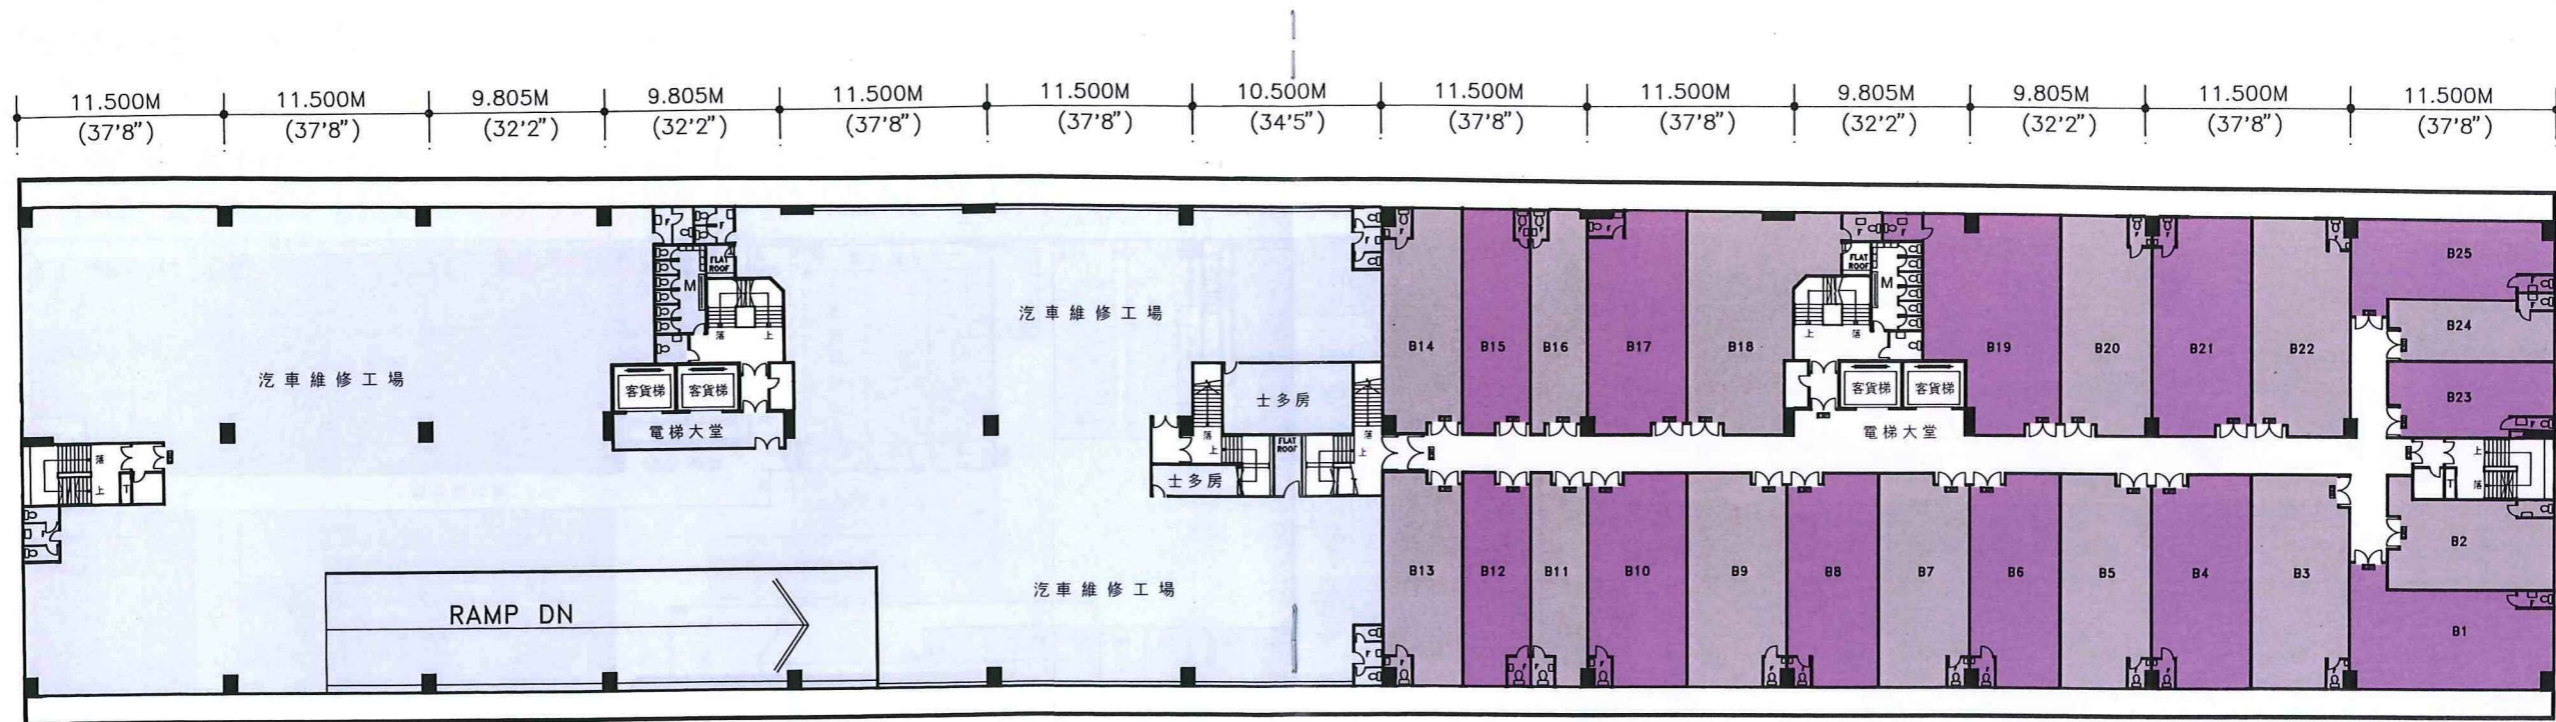 11.500M 11.500M 9.805M 9.805M 11.500M 11.500M 10.500M 11.500M 11.500M 9.805M 9.805M 11.500M 11.500M
(37'8") (37'8") (32'2") (32'2") (37'8") (37'8") (34'5") (37'8") (37'8") (32'2") (32'2") (37'8") (37'8")
F F F F F F
B25
FLAT ROOF
FLAT ROOF
M
M
汽車維修工場
B24
落 上
上 落
B14 B15 B16 B17 B18 B19 B20 B21 B22
汽車維修工場
客貨梯 客貨梯
客貨梯 客貨梯
士多房
B23
電梯大堂
電梯大堂
落 落
FLAT ROOF
上 上
落
上
T
上
落
T
士多房
F
B2
汽車維修工場
B13 B12 B11 B10 B9 B8 B7 B6 B5 B4 B3
RAMP DN
B1
F F F F F